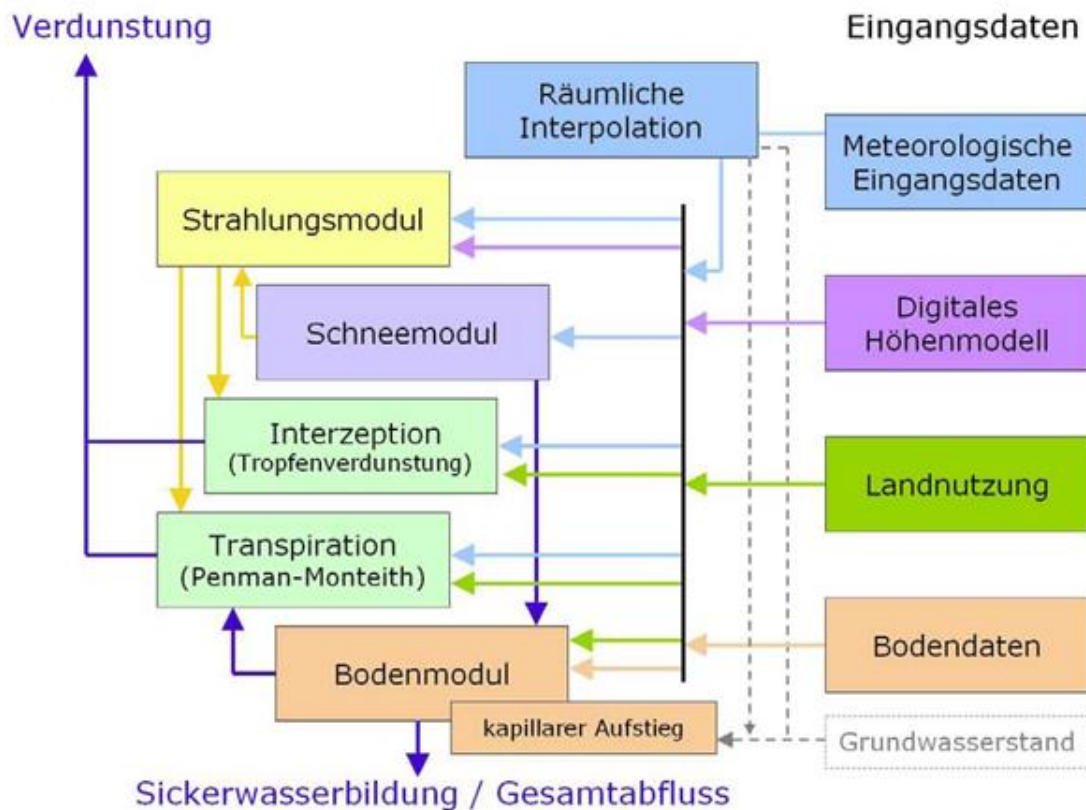 Verdunstung
Eingangsdaten
Räumliche
Interpolation
Meteorologische
Eingangsdaten
Strahlungsmodul
Schneemodul
Digitales
Höhenmodell
Interzeption
(Tropfenverdunstung)
Landnutzung
Transpiration
(Penman-Monteith)
Bodenmodul
Bodendaten
kapillarer Aufstieg
Grundwasserstand
Sickerwasserbildung / Gesamtabfluss